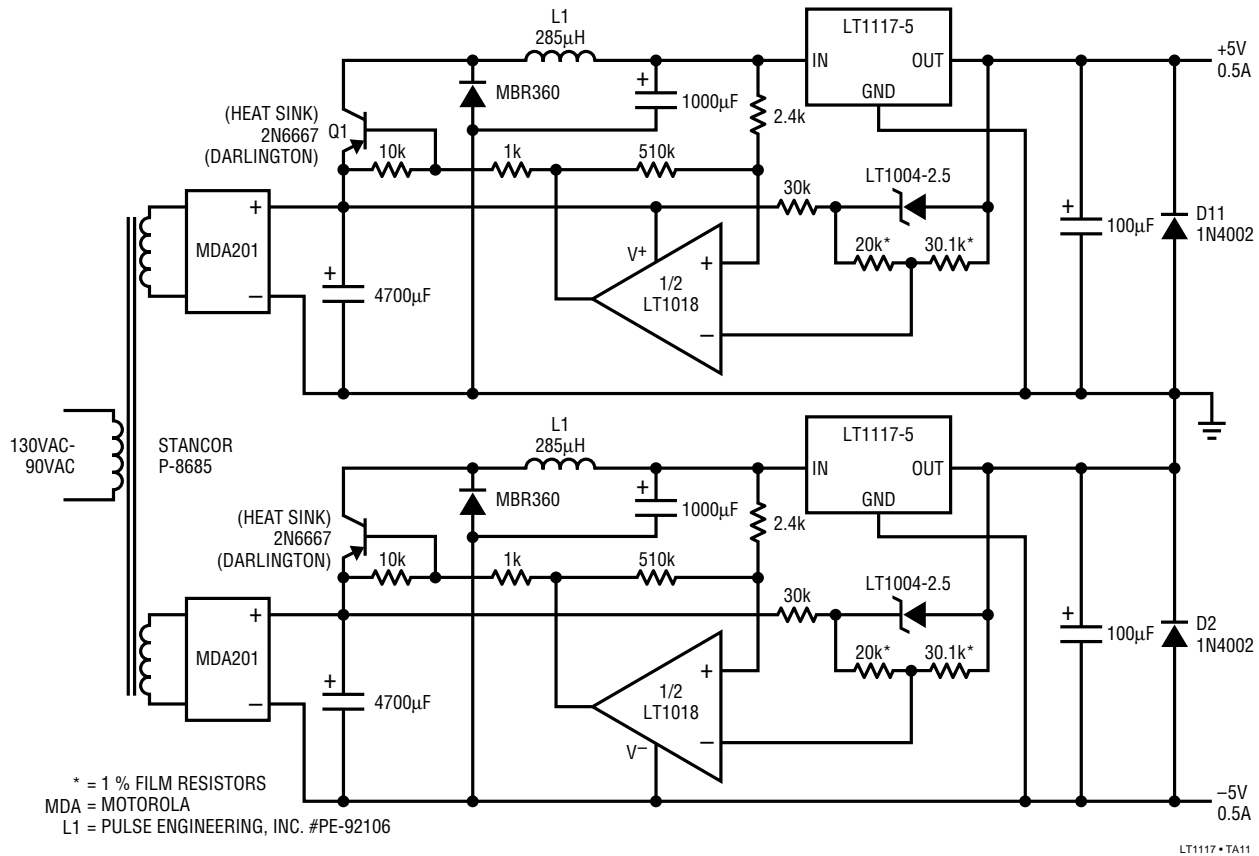 L1
285µH
LT1117-5
IN
OUT
GND
+5V
0.5A
MBR360
+
1000µF
2.4k
(HEAT SINK)
2N6667
(DARLINGTON)
Q1
10k
1k
510k
30k
LT1004-2.5
20k*
30.1k*
+
100µF
D11
1N4002
MDA201
+
–
+
4700µF
V+
1/2
LT1018
+
–
130VAC-
90VAC
STANCOR
P-8685
L1
285µH
LT1117-5
IN
OUT
GND
MBR360
+
1000µF
2.4k
(HEAT SINK)
2N6667
(DARLINGTON)
10k
1k
510k
30k
LT1004-2.5
20k*
30.1k*
+
100µF
D2
1N4002
MDA201
+
–
+
4700µF
1/2
LT1018
+
–
V–
–5V
0.5A
* = 1 % FILM RESISTORS
MDA = MOTOROLA
L1 = PULSE ENGINEERING, INC. #PE-92106
LT1117 • TA11